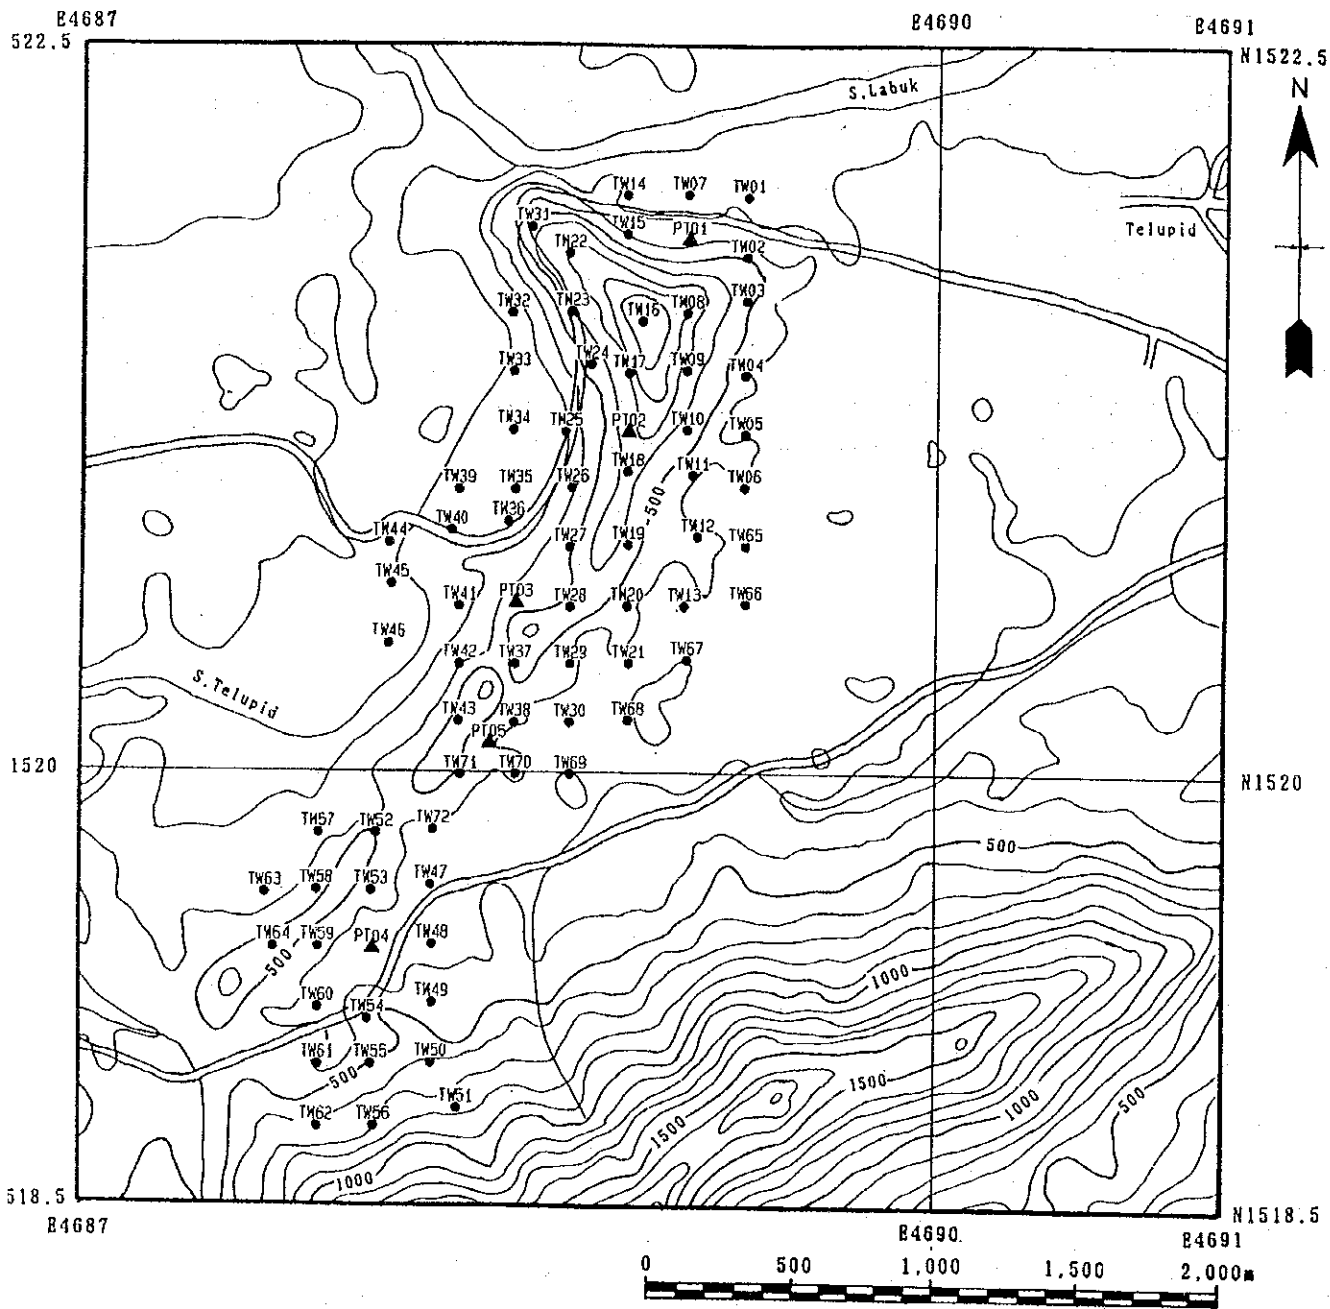 E4687
E4690
E4691
522.5
N1522.5
N
S.Labuk
TW14
TW07
TW01
TW31
TW15
PT01
Telupid
TW22
TW02
TW32
TW23
TW16
TW08
TW03
TW33
TW24
TW17
TW09
TW04
TW34
TW25
PT02
TW10
TW05
TW39
TW35
TW26
TW18
TW11
TW06
500
TW44
TW40
TW36
TW27
TW19
TW12
TW65
TW45
TW41
PT03
TW28
TW20
TW13
TW66
TW46
TW42
TW37
TW29
TW21
TW67
S.Telupid
TW43
TW38
TW30
TW68
PT05
1520
TW71
TW70
TW69
N1520
TW57
TW52
TW72
500
TW63
TW58
TW53
TW47
TW64
TW59
PT04
TW48
500
1000
TW60
TW54
TW49
TW61
TW55
TW50
500
1500
1000
500
TW62
TW56
TW51
1500
1000
518.5
N1518.5
E4687
E4690
E4691
0 500 1,000 1,500 2,000m